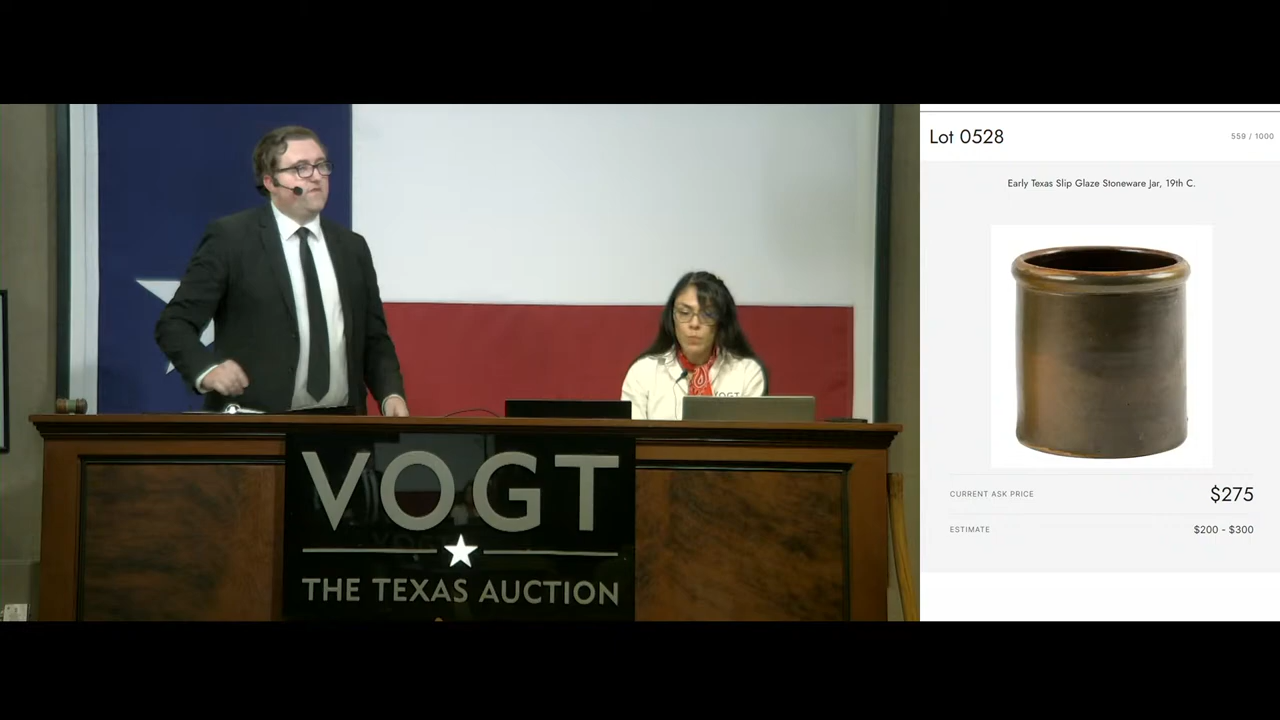 Lot 0528
559 / 1000
Early Texas Slip Glaze Stoneware Jar, 19th C.
CURRENT ASK PRICE
$275
ESTIMATE
$200 - $300
VOGT
VOGT
THE TEXAS AUCTION